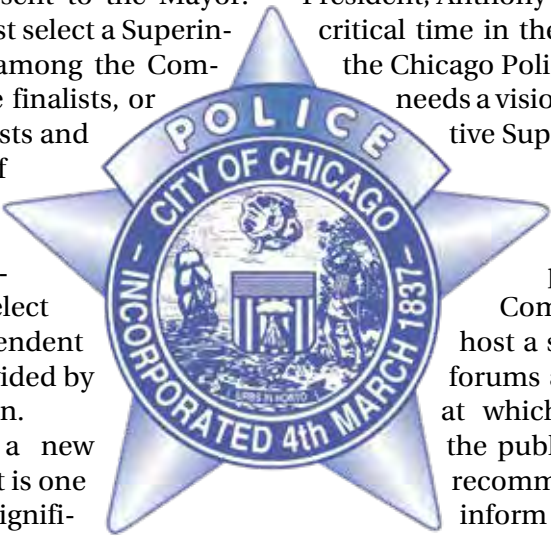 sent to the Mayor.
st select a Superin-
among the Com-
e finalists, or
sts and
f
-
elect
endent
vided by
n.
a new
t is one
ignifi-
POLICE
CITY OF CHICAGO
URBS IN HORTO
- INCORPORATED 4th MARCH 1837 -
President, Anthony
critical time in the
the Chicago Poli
needs a visio
tive Sup
Com
host a s
forums a
at which
the publ
recomm
inform